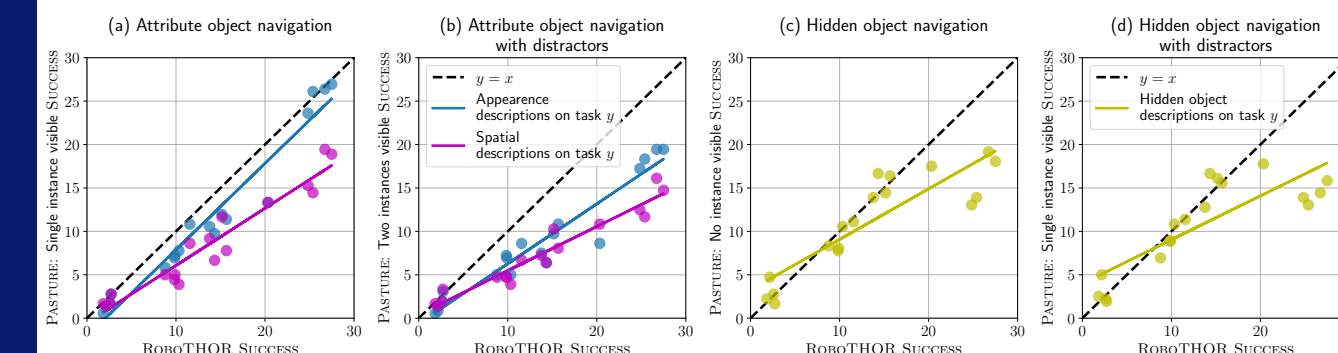 (a) Attribute object navigation
PASTURE: Single instance visible SUCCESS
30
25
20
15
10
5
0
0 10 20 30
ROBOTHOR SUCCESS
(b) Attribute object navigation
with distractors
PASTURE: Two instances visible SUCCESS
30
25
20
15
10
5
0
y = x
Appearence
descriptions on task y
Spatial
descriptions on task y
0 10 20 30
ROBOTHOR SUCCESS
(c) Hidden object navigation
PASTURE: No instance visible SUCCESS
30
25
20
15
10
5
0
0 10 20 30
ROBOTHOR SUCCESS
(d) Hidden object navigation
with distractors
PASTURE: Single instance visible SUCCESS
30
25
20
15
10
5
0
y = x
Hidden object
descriptions on task y
0 10 20
ROBOTHOR SUCCESS